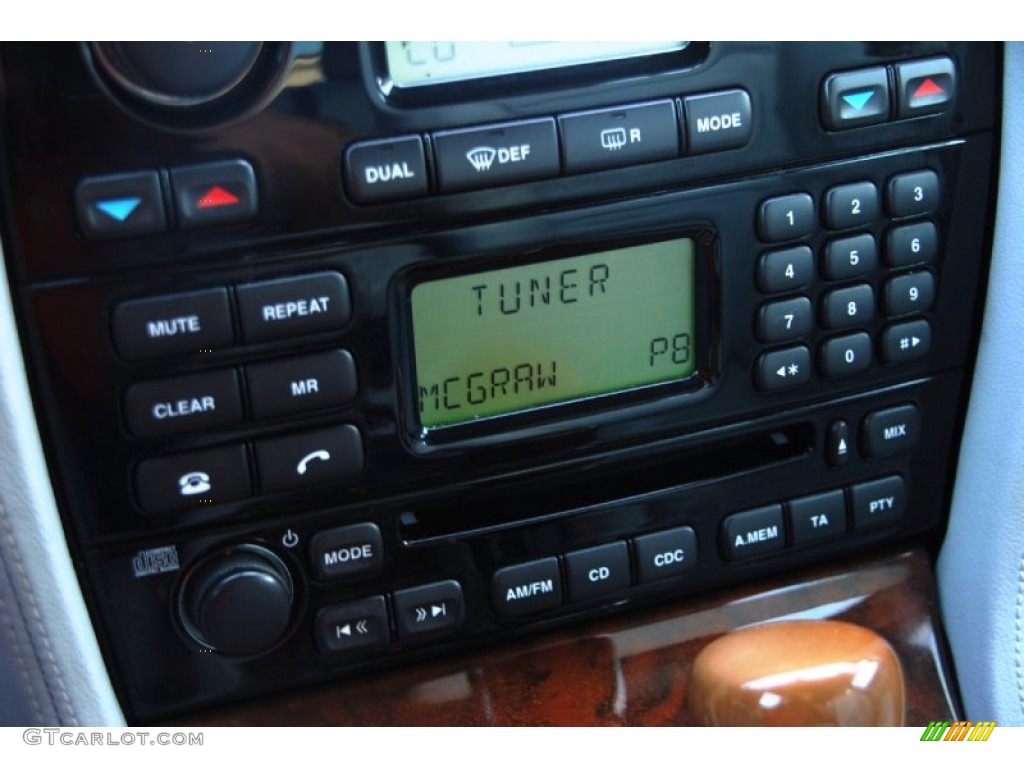 DUAL
DEF
R
MODE
1 2 3
4 5 6
7 8 9
* 0 #
MUTE REPEAT
CLEAR MR
TUNER
MCGRAW P8
MIX
MODE
AM/FM CD CDC
A.MEM TA PTY
disc
GTCARLOT.COM